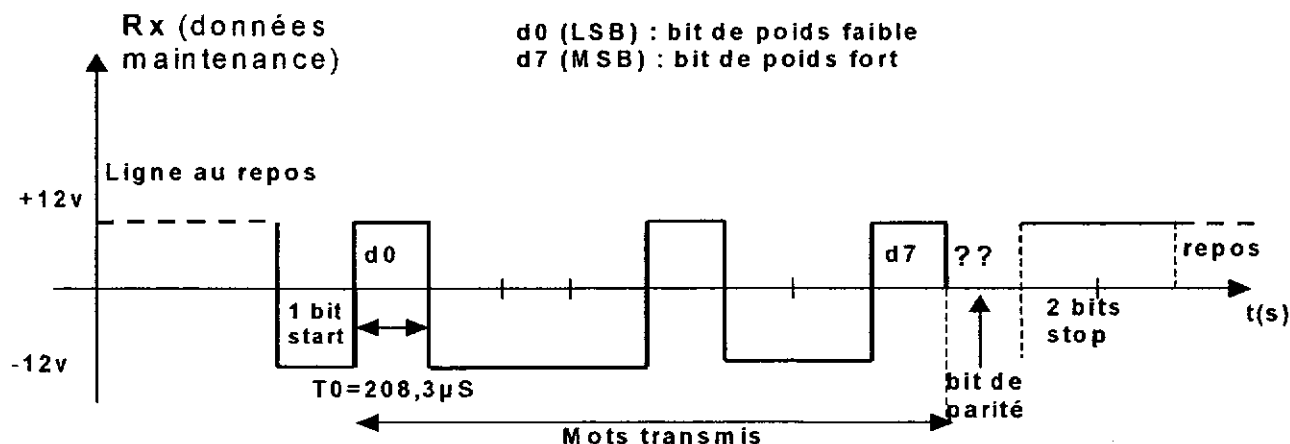 Rx (données
maintenance)
d0 (LSB) : bit de poids faible
d7 (MSB) : bit de poids fort
Ligne au repos
+12v
d0
d7
??
repos
1 bit
start
2 bits
stop
t(s)
-12v
T0=208,3µS
bit de
parité
Mots transmis